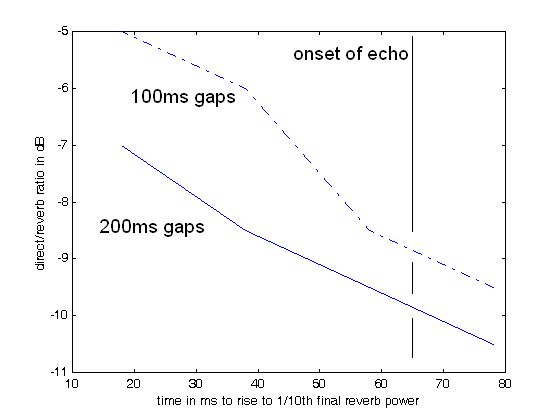 -5
-6
-7
-8
-9
-10
-11
direct/reverb ratio in dB
onset of echo
100ms gaps
200ms gaps
10 20 30 40 50 60 70 80
time in ms to rise to 1/10th final reverb power